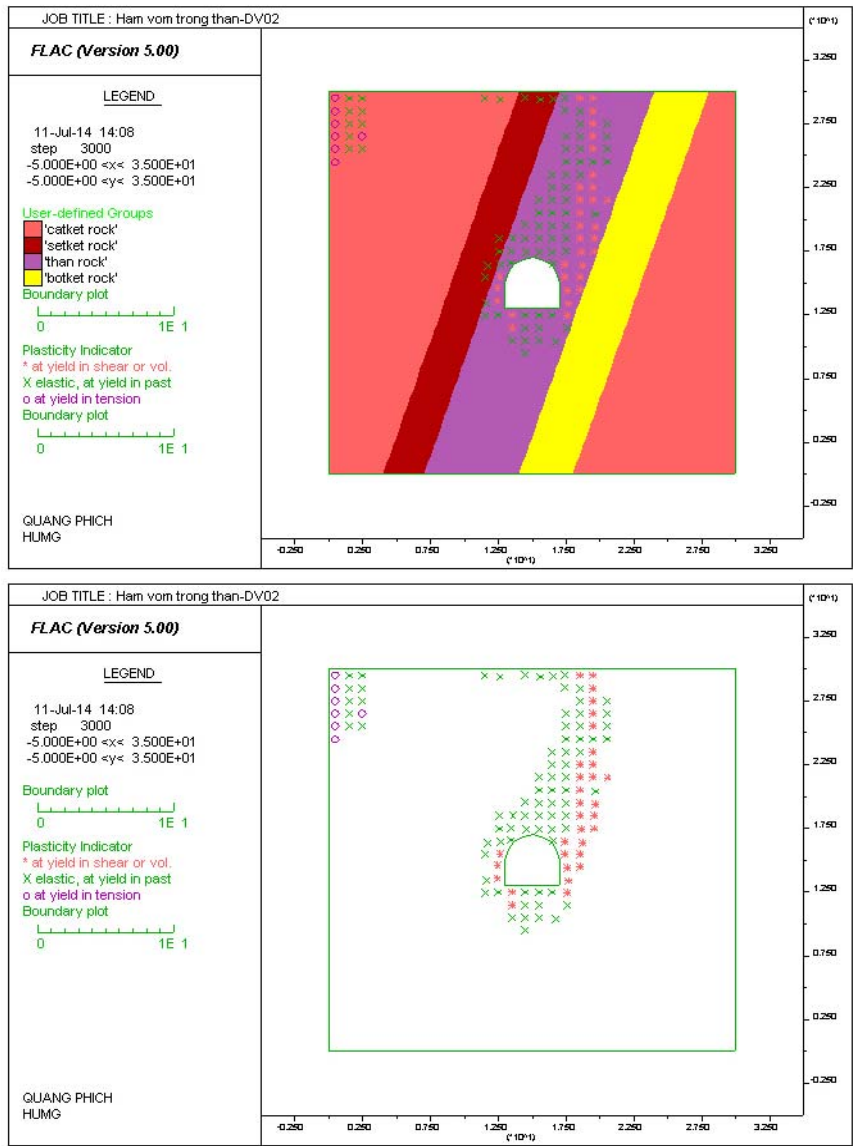 JOB TITLE : Ham vom trong than-DV02
(*10^1)
FLAC (Version 5.00)
LEGEND
11-Jul-14 14:08
step 3000
-5.000E+00 <x< 3.500E+01
-5.000E+00 <y< 3.500E+01
User-defined Groups
'catket rock'
'setket rock'
'than rock'
'botket rock'
Boundary plot
0 1E 1
Plasticity Indicator
* at yield in shear or vol.
X elastic, at yield in past
o at yield in tension
Boundary plot
0 1E 1
QUANG PHICH
HUMG
3.250
2.750
2.250
1.750
1.250
0.750
0.250
-0.250
-0.250 0.250 0.750 1.250 1.750 2.250 2.750 3.250
(*10^1)
JOB TITLE : Ham vom trong than-DV02
(*10^1)
FLAC (Version 5.00)
LEGEND
11-Jul-14 14:08
step 3000
-5.000E+00 <x< 3.500E+01
-5.000E+00 <y< 3.500E+01
Boundary plot
0 1E 1
Plasticity Indicator
* at yield in shear or vol.
X elastic, at yield in past
o at yield in tension
Boundary plot
0 1E 1
QUANG PHICH
HUMG
3.250
2.750
2.250
1.750
1.250
0.750
0.250
-0.250
-0.250 0.250 0.750 1.250 1.750 2.250 2.750 3.250
(*10^1)